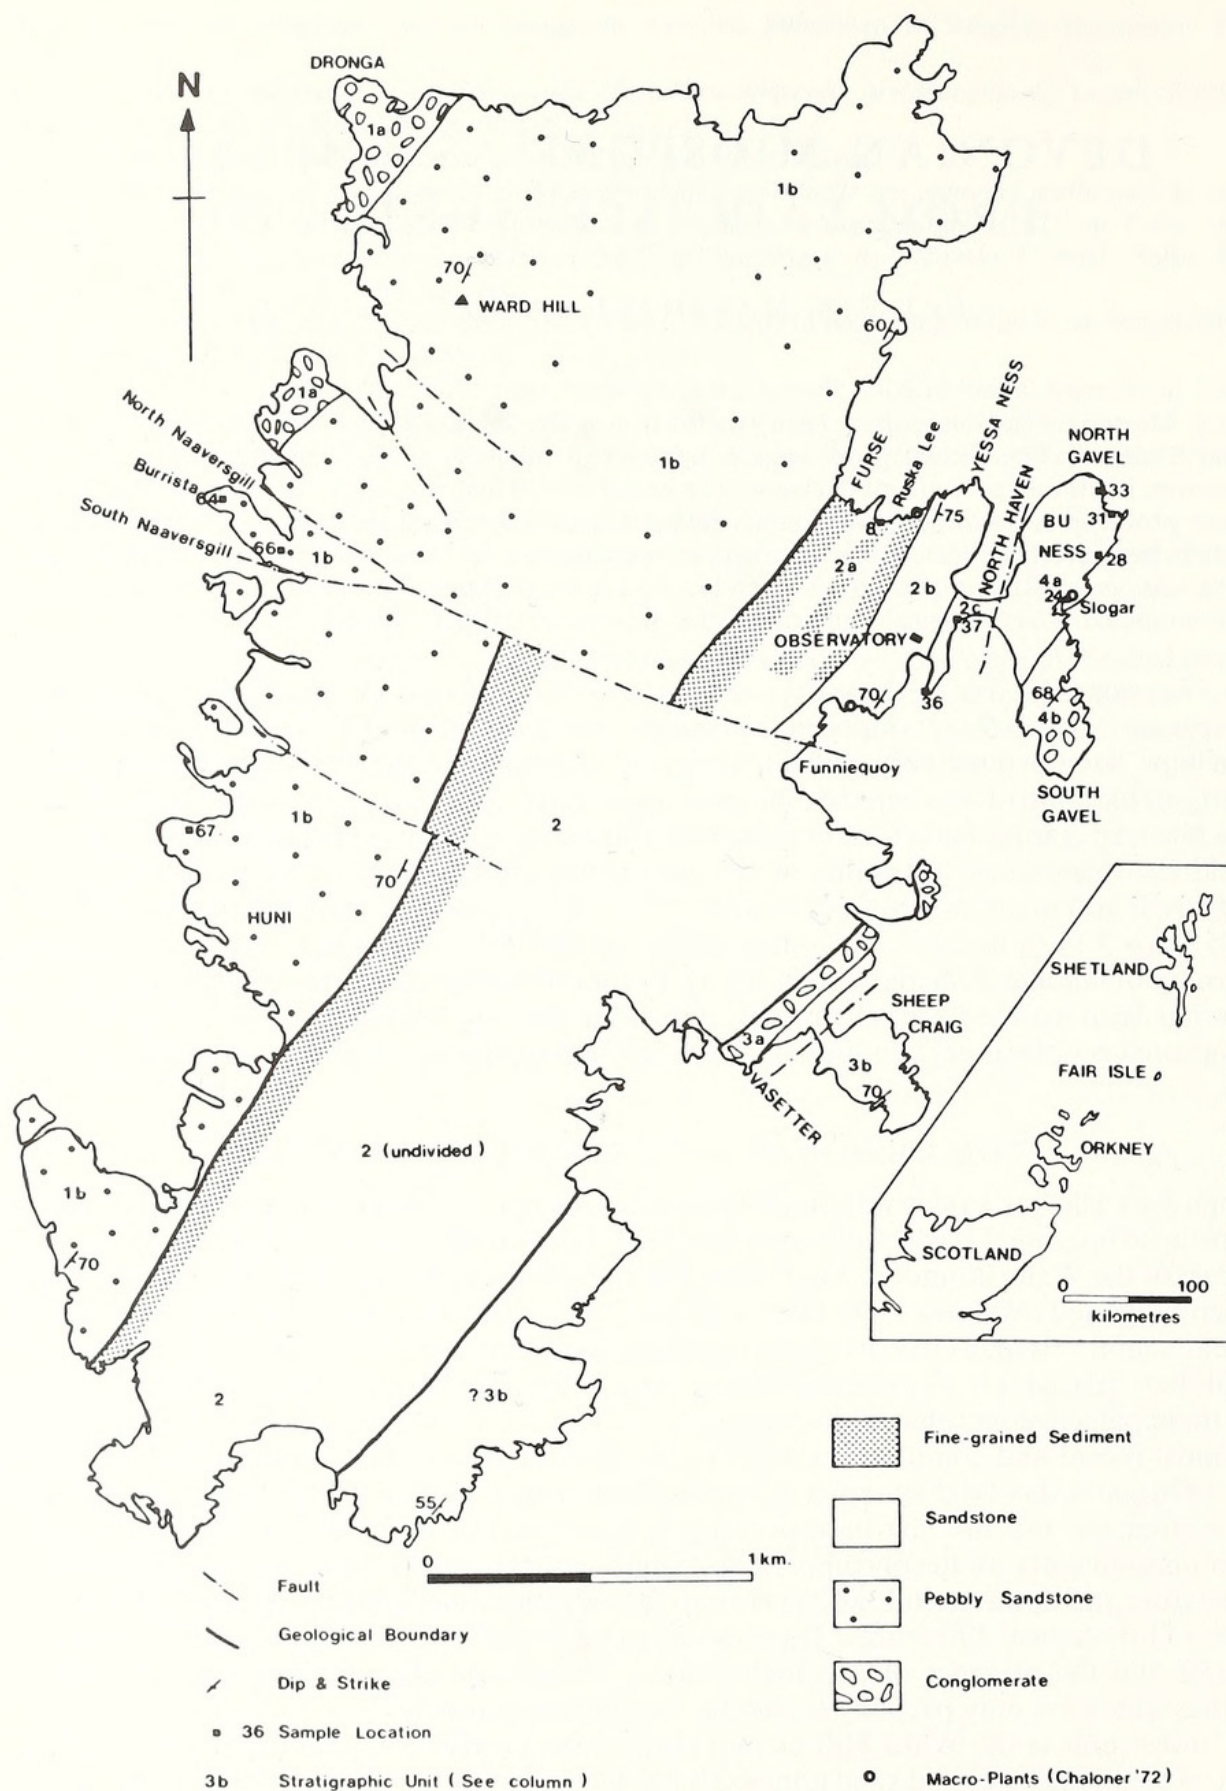 DRONGA
N
1a
1b
70
WARD HILL
60
1a
North Naaversgill
Burrista
64
South Naaversgill
66
1b
1b
FURSE
Ruska Lee
YESSA NESS
NORTH
GAVEL
33
8
75
NORTH HAVEN
BU
31
NESS
28
2a
2b
4a
24
Slogar
2c
37
OBSERVATORY
36
70
68
4b
Funniequoy
SOUTH
GAVEL
2
1b
67
70
HUNI
SHEEP
CRAIG
3a
3b
70
VASETTER
SHETLAND
FAIR ISLE
ORKNEY
SCOTLAND
0 100
kilometres
2 (undivided)
1b
70
2
? 3b
55
0 1 km.
Fault
Geological Boundary
Dip & Strike
36 Sample Location
3b Stratigraphic Unit (See column)
Fine-grained Sediment
Sandstone
Pebbly Sandstone
Conglomerate
Macro-Plants (Chaloner '72)